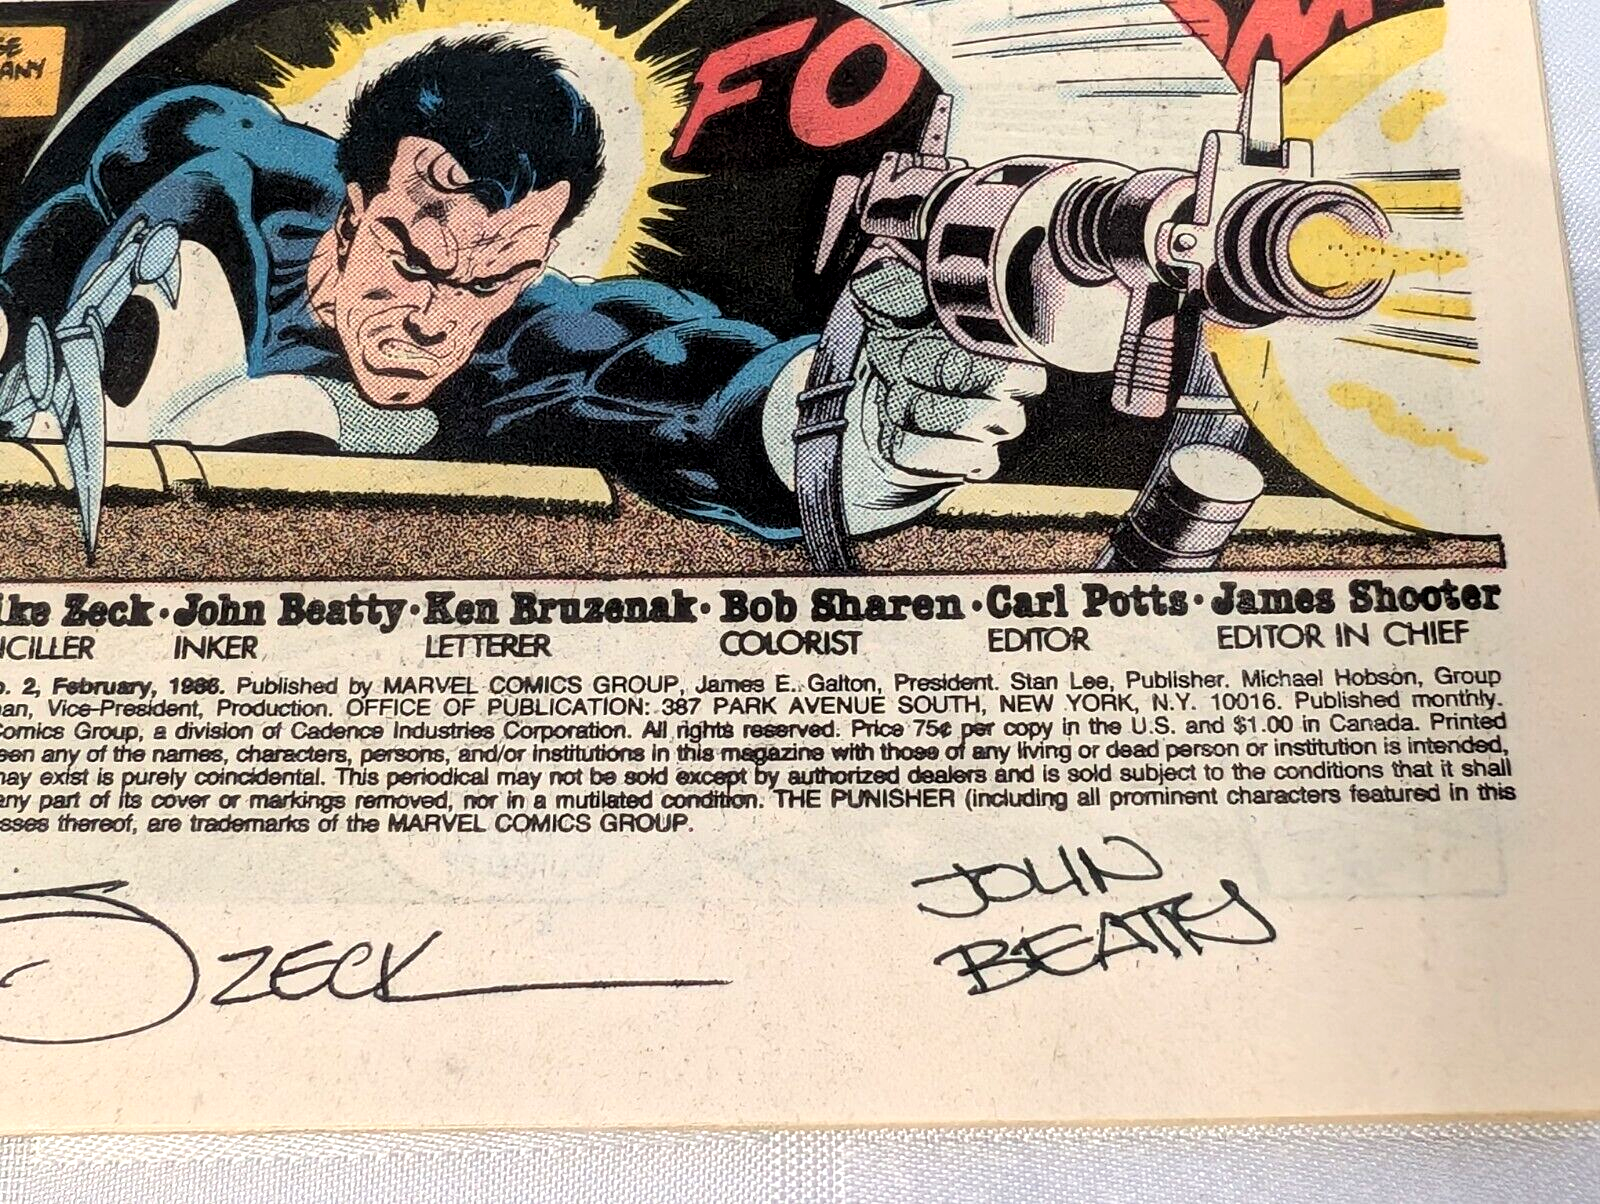 SE
ANY
FO
OM
ike Zeck · John Beatty · Ken Bruzenak · Bob Sharen · Carl Potts · James Shooter
NCILLER INKER LETTERER COLORIST EDITOR EDITOR IN CHIEF
o. 2, February, 1986. Published by MARVEL COMICS GROUP, James E. Galton, President. Stan Lee, Publisher. Michael Hobson, Group
nan, Vice-President, Production. OFFICE OF PUBLICATION: 387 PARK AVENUE SOUTH, NEW YORK, N.Y. 10016. Published monthly.
Comics Group, a division of Cadence Industries Corporation. All rights reserved. Price 75¢ per copy in the U.S. and $1.00 in Canada. Printed
een any of the names, characters, persons, and/or institutions in this magazine with those of any living or dead person or institution is intended,
may exist is purely coincidental. This periodical may not be sold except by authorized dealers and is sold subject to the conditions that it shall
any part of its cover or markings removed, nor in a mutilated condition. THE PUNISHER (including all prominent characters featured in this
sses thereof, are trademarks of the MARVEL COMICS GROUP.
ZECK
JOHN
BEATTY